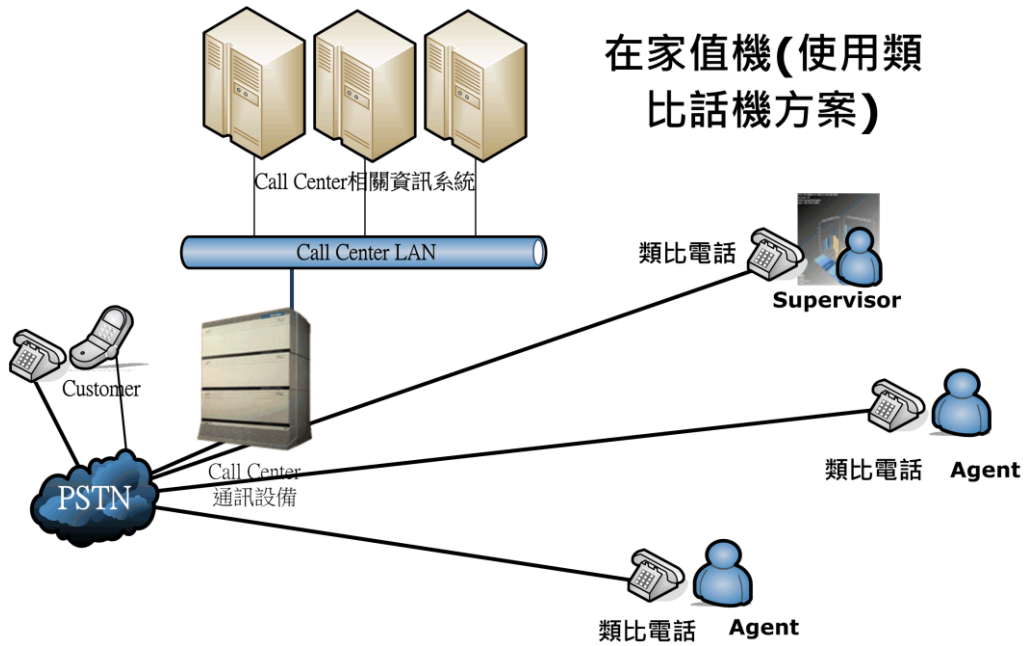 在家值機(使用類
比話機方案)
Call Center相關資訊系統
Call Center LAN
類比電話
Supervisor
Customer
類比電話
Agent
Call Center
通訊設備
PSTN
類比電話
Agent